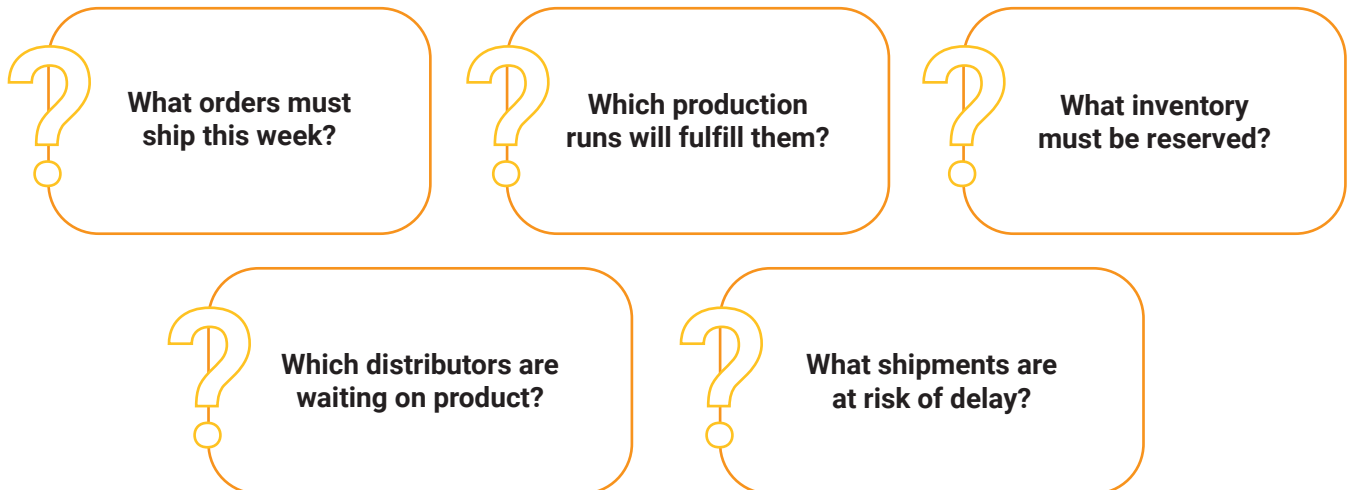 What orders must
ship this week?
Which production
runs will fulfill them?
What inventory
must be reserved?
Which distributors are
waiting on product?
What shipments are
at risk of delay?